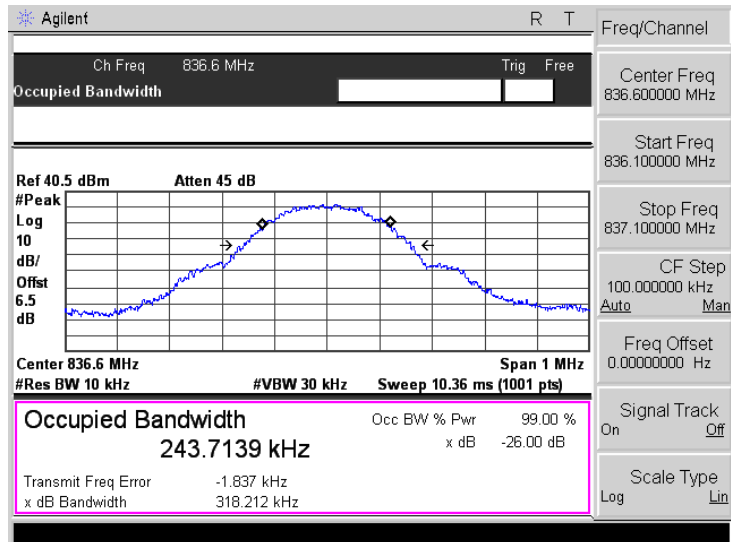 Agilent R T
Ch Freq 836.6 MHz Trig Free
Occupied Bandwidth
Ref 40.5 dBm Atten 45 dB
#Peak
Log
10
dB/
Offst
6.5
dB
Center 836.6 MHz Span 1 MHz
#Res BW 10 kHz #VBW 30 kHz Sweep 10.36 ms (1001 pts)
Occupied Bandwidth Occ BW % Pwr 99.00 %
243.7139 kHz x dB -26.00 dB
Transmit Freq Error -1.837 kHz
x dB Bandwidth 318.212 kHz
Freq/Channel
Center Freq
836.600000 MHz
Start Freq
836.100000 MHz
Stop Freq
837.100000 MHz
CF Step
100.000000 kHz
Auto Man
Freq Offset
0.00000000 Hz
Signal Track
On Off
Scale Type
Log Lin